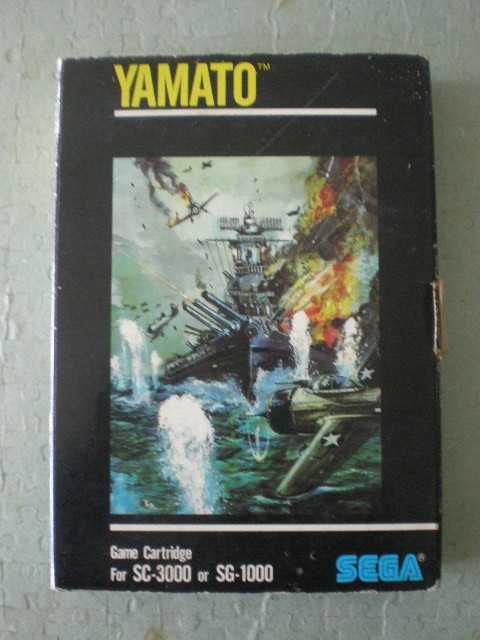 YAMATO™
Game Cartridge
For SC-3000 or SG-1000
SEGA®